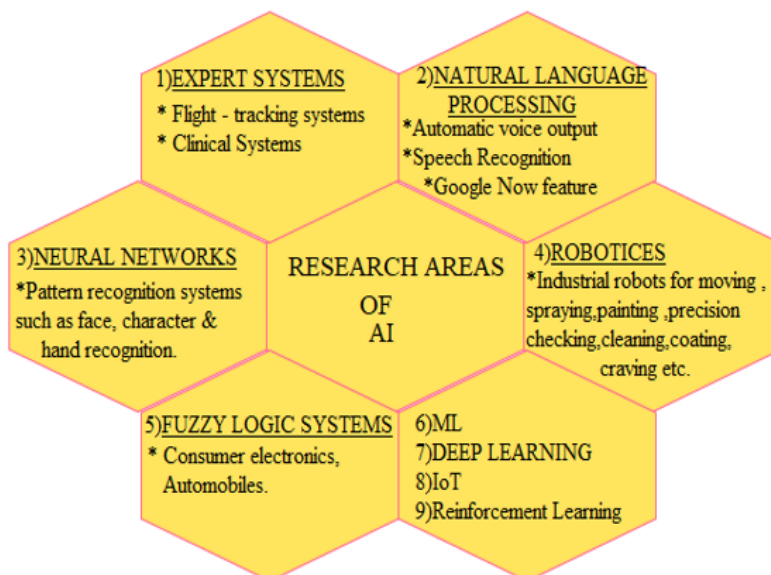 1)EXPERT SYSTEMS
* Flight - tracking systems
* Clinical Systems
2)NATURAL LANGUAGE
PROCESSING
*Automatic voice output
*Speech Recognition
*Google Now feature
3)NEURAL NETWORKS
*Pattern recognition systems
such as face, character &
hand recognition.
RESEARCH AREAS
OF
AI
4)ROBOTICES
*Industrial robots for moving ,
spraying,painting ,precision
checking,cleaning,coating,
craving etc.
5)FUZZY LOGIC SYSTEMS
* Consumer electronics,
Automobiles.
6)ML
7)DEEP LEARNING
8)IoT
9)Reinforcement Learning